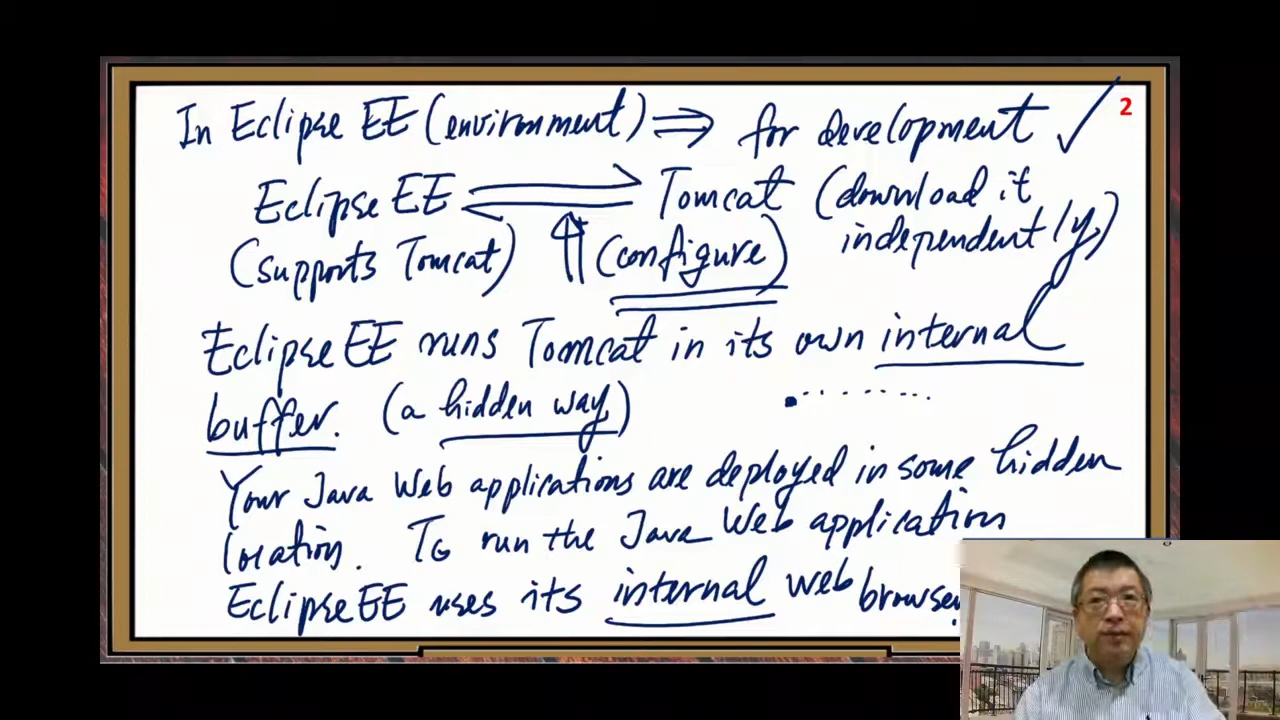 In Eclipse EE (environment) ⇒ for development ✓ 2
Eclipse EE ⇌ Tomcat (download it
(supports Tomcat) ⇑ (configure) independently)
Eclipse EE runs Tomcat in its own internal
buffer. (a hidden way)
Your Java Web applications are deployed in some hidden
location. To run the Java Web application
Eclipse EE uses its internal web browser